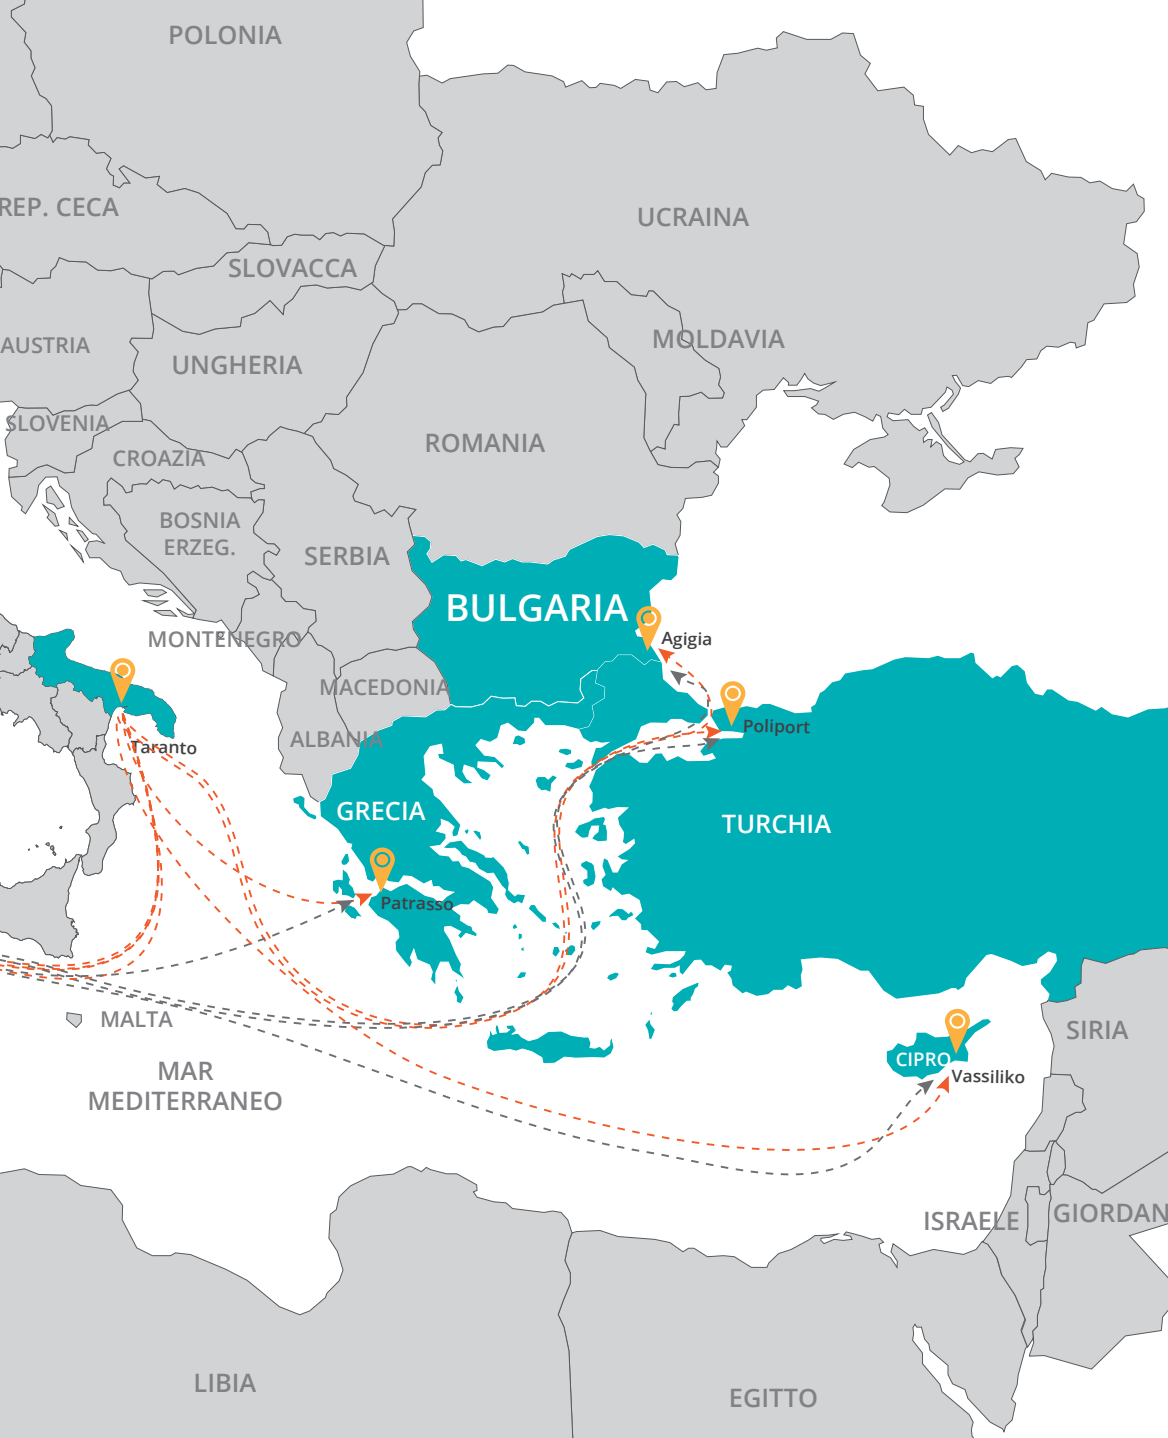 POLONIA
REP. CECA
UCRAINA
SLOVACCA
AUSTRIA
MOLDAVIA
UNGHERIA
SLOVENIA
ROMANIA
CROAZIA
BOSNIA
ERZEG.
SERBIA
BULGARIA
MONTENEGRO
Agigia
MACEDONIA
Poliport
ALBANIA
Taranto
GRECIA
TURCHIA
Patrasso
MALTA
SIRIA
CIPRO
MAR
MEDITERRANEO
Vassiliko
ISRAELE
GIORDAN
LIBIA
EGITTO